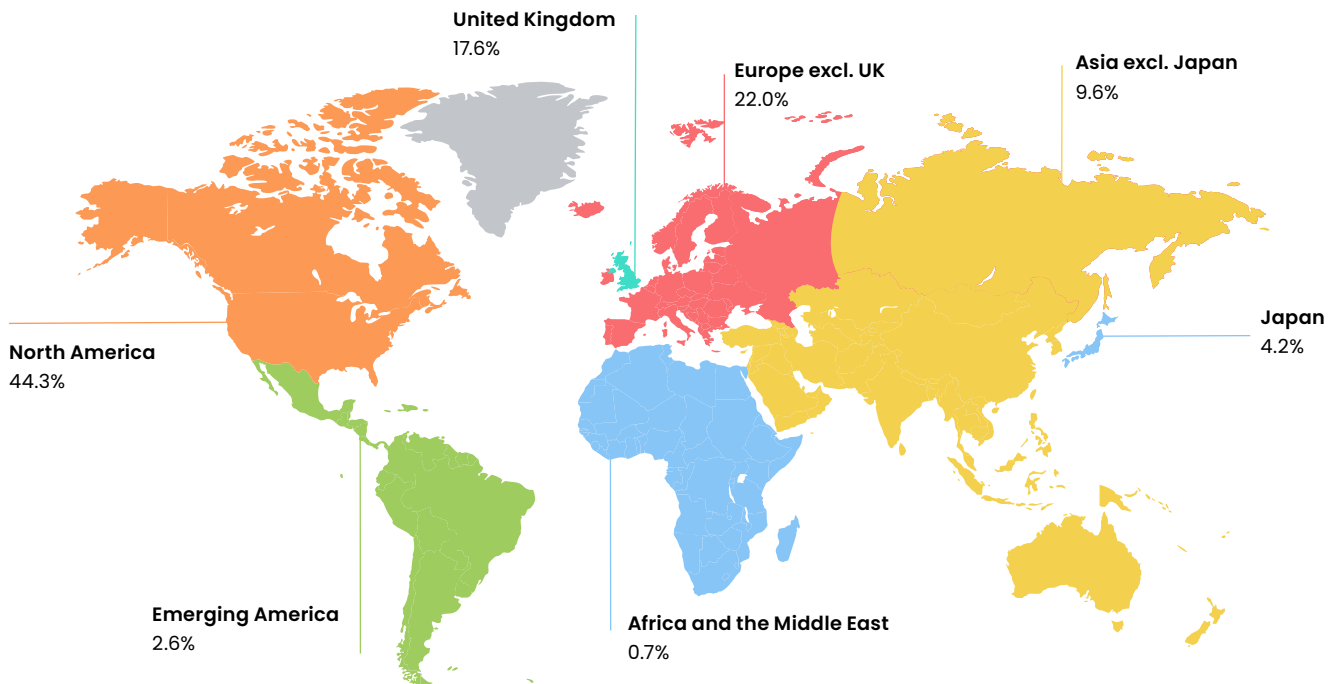 United Kingdom
17.6%
Europe excl. UK
22.0%
Asia excl. Japan
9.6%
North America
44.3%
Japan
4.2%
Emerging America
2.6%
Africa and the Middle East
0.7%